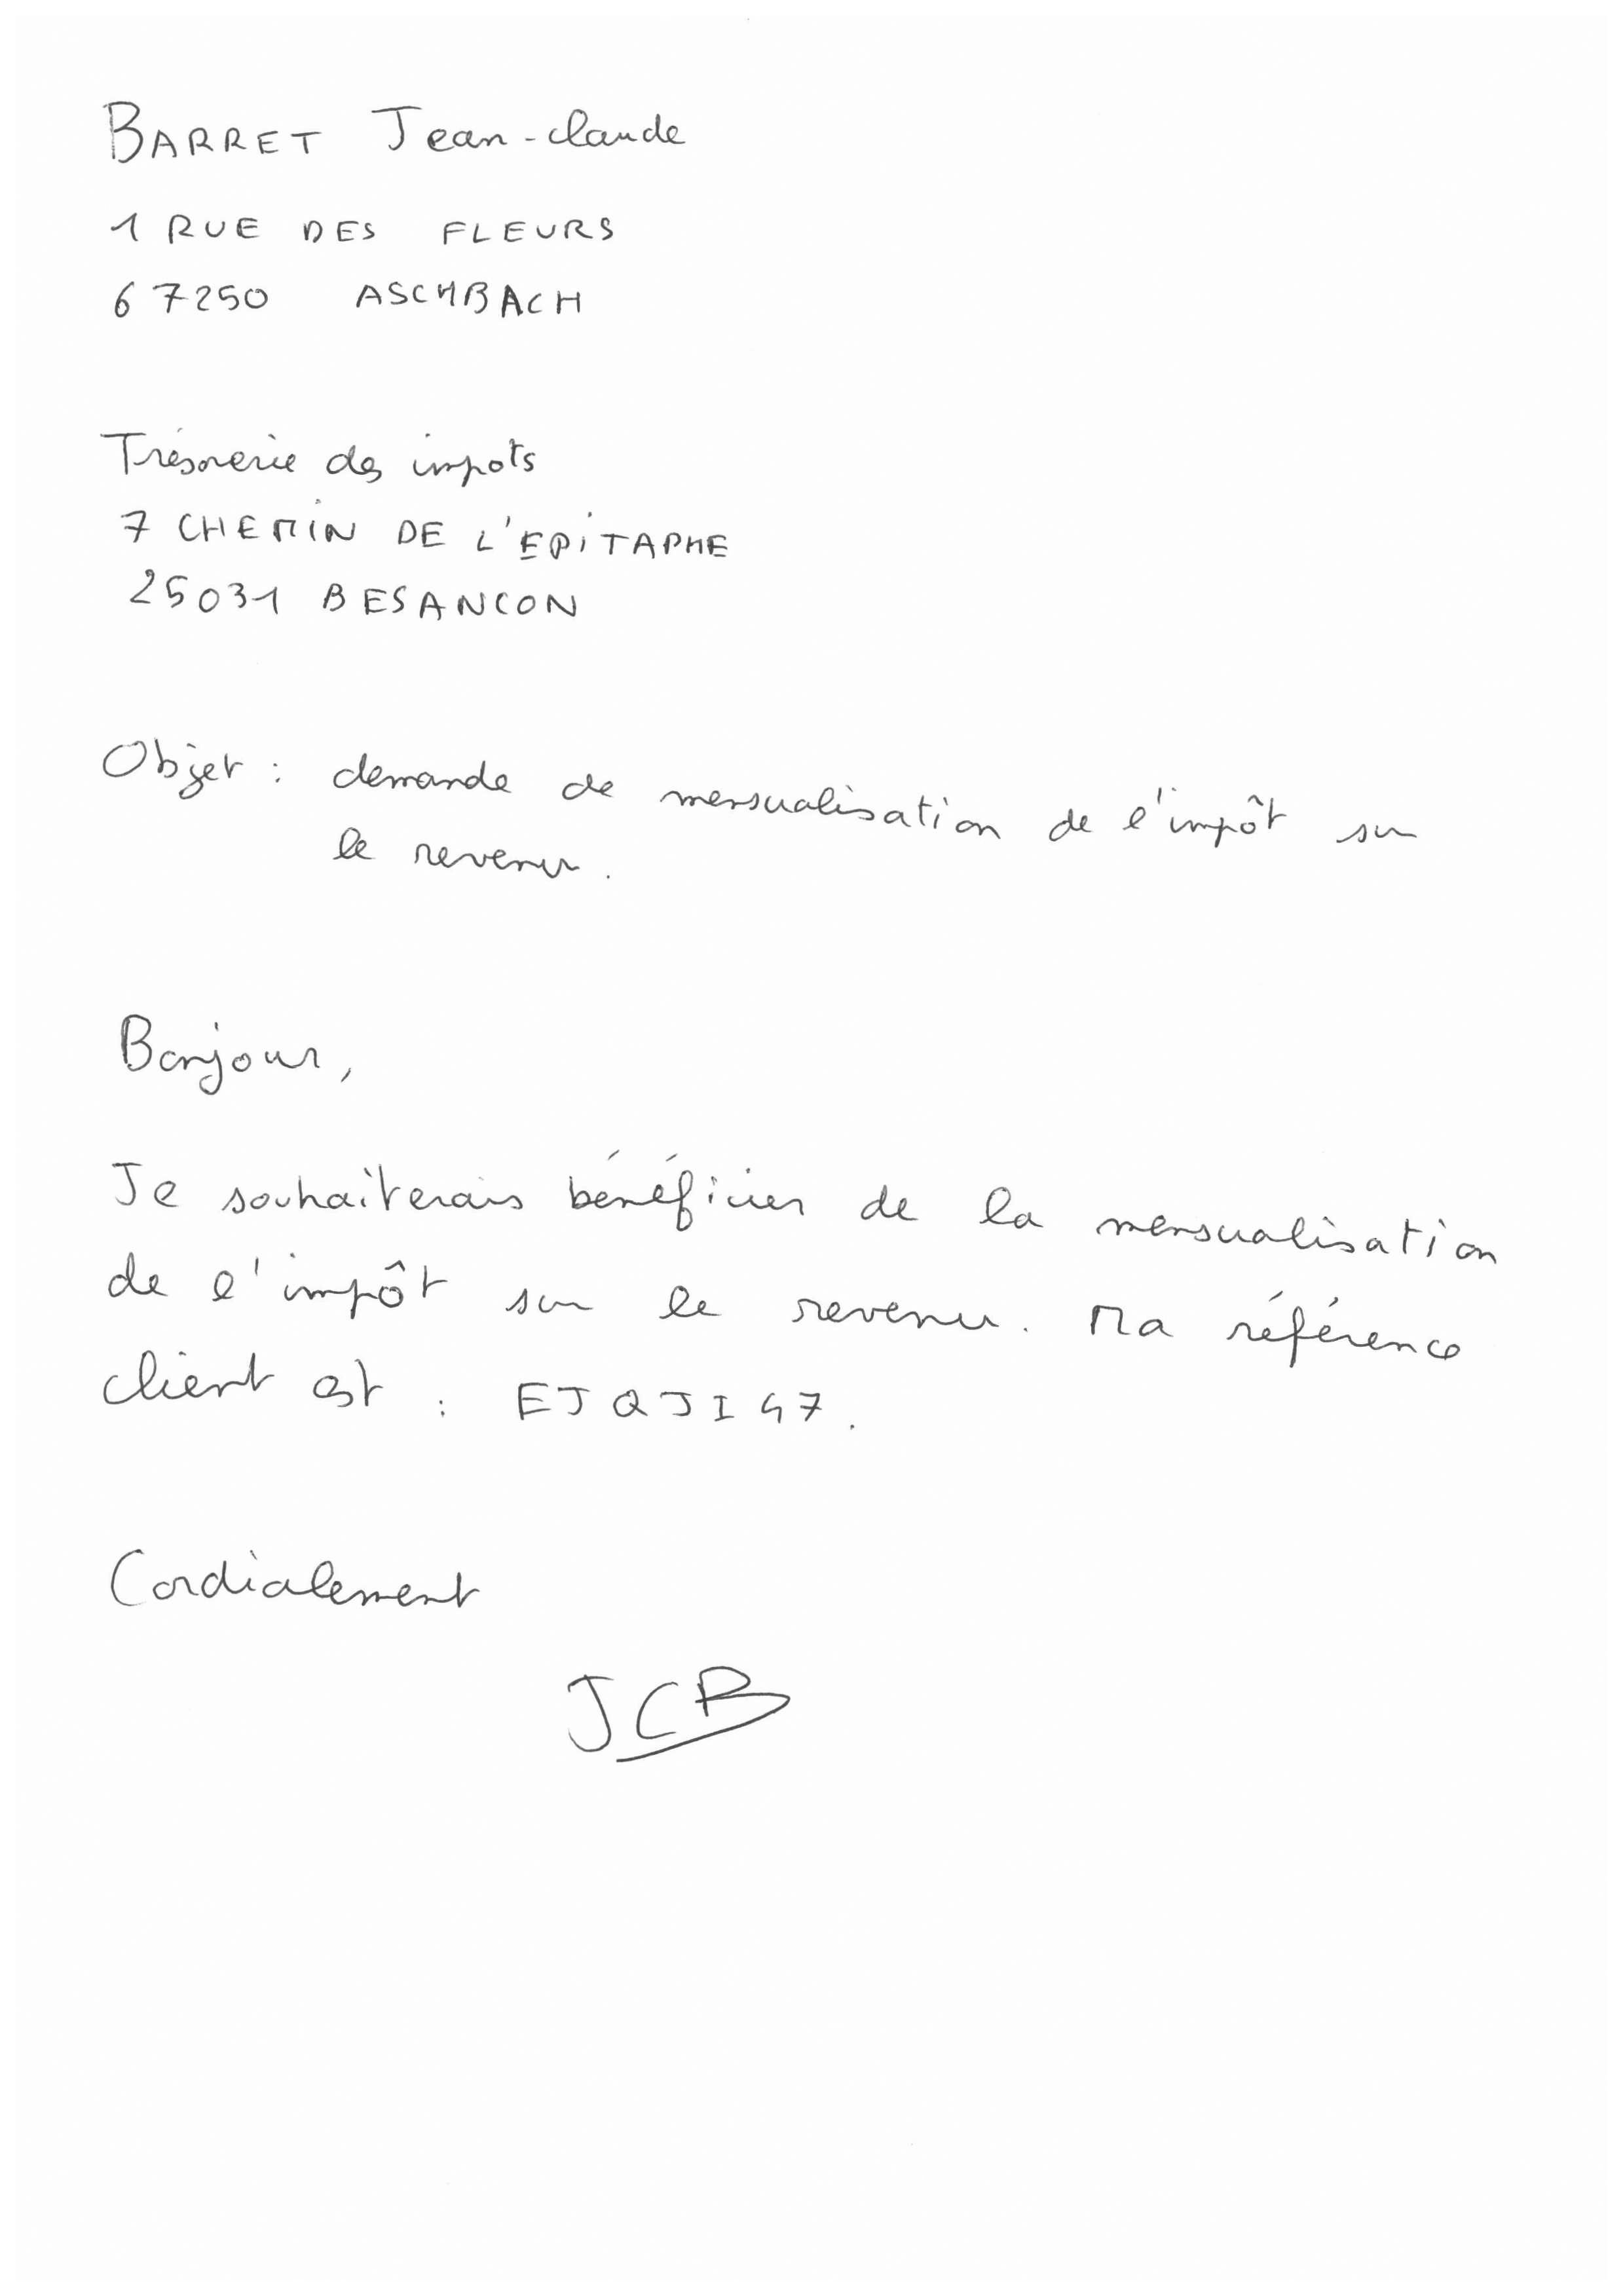 BARRET Jean-claude
1 RUE DES FLEURS
67250 ASCHBACH
Trésorerie des impots
7 CHEMIN DE L'EPITAPHE
25031 BESANCON
Objet : demande de mensualisation de l'impôt sur
le revenu.
Bonjour,
Je souhaiterais bénéficier de la mensualisation
de l'impôt sur le revenu. Ma référence
client est : EJQJI47.
Cordialement
JCB